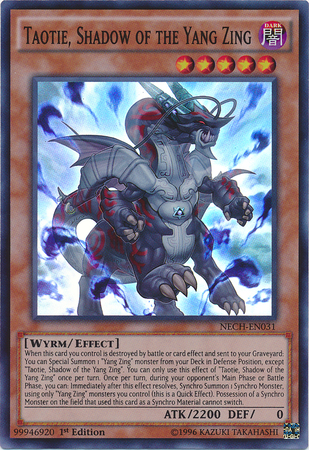 TAOTIE, SHADOW OF THE YANG ZING
DARK
闇
NECH-EN031
[WYRM/EFFECT]
When this card you control is destroyed by battle or card effect and sent to your Graveyard:
You can Special Summon 1 "Yang Zing" monster from your Deck in Defense Position, except
"Taotie, Shadow of the Yang Zing". You can only use this effect of "Taotie, Shadow of the
Yang Zing" once per turn. Once per turn, during your opponent's Main Phase or Battle
Phase, you can: Immediately after this effect resolves, Synchro Summon 1 Synchro Monster,
using only "Yang Zing" monsters you control (this is a Quick Effect). Possession of a Synchro
Monster on the field that used this card as a Synchro Material cannot switch.
ATK/2200 DEF/ 0
99946920 1st Edition ©1996 KAZUKI TAKAHASHI